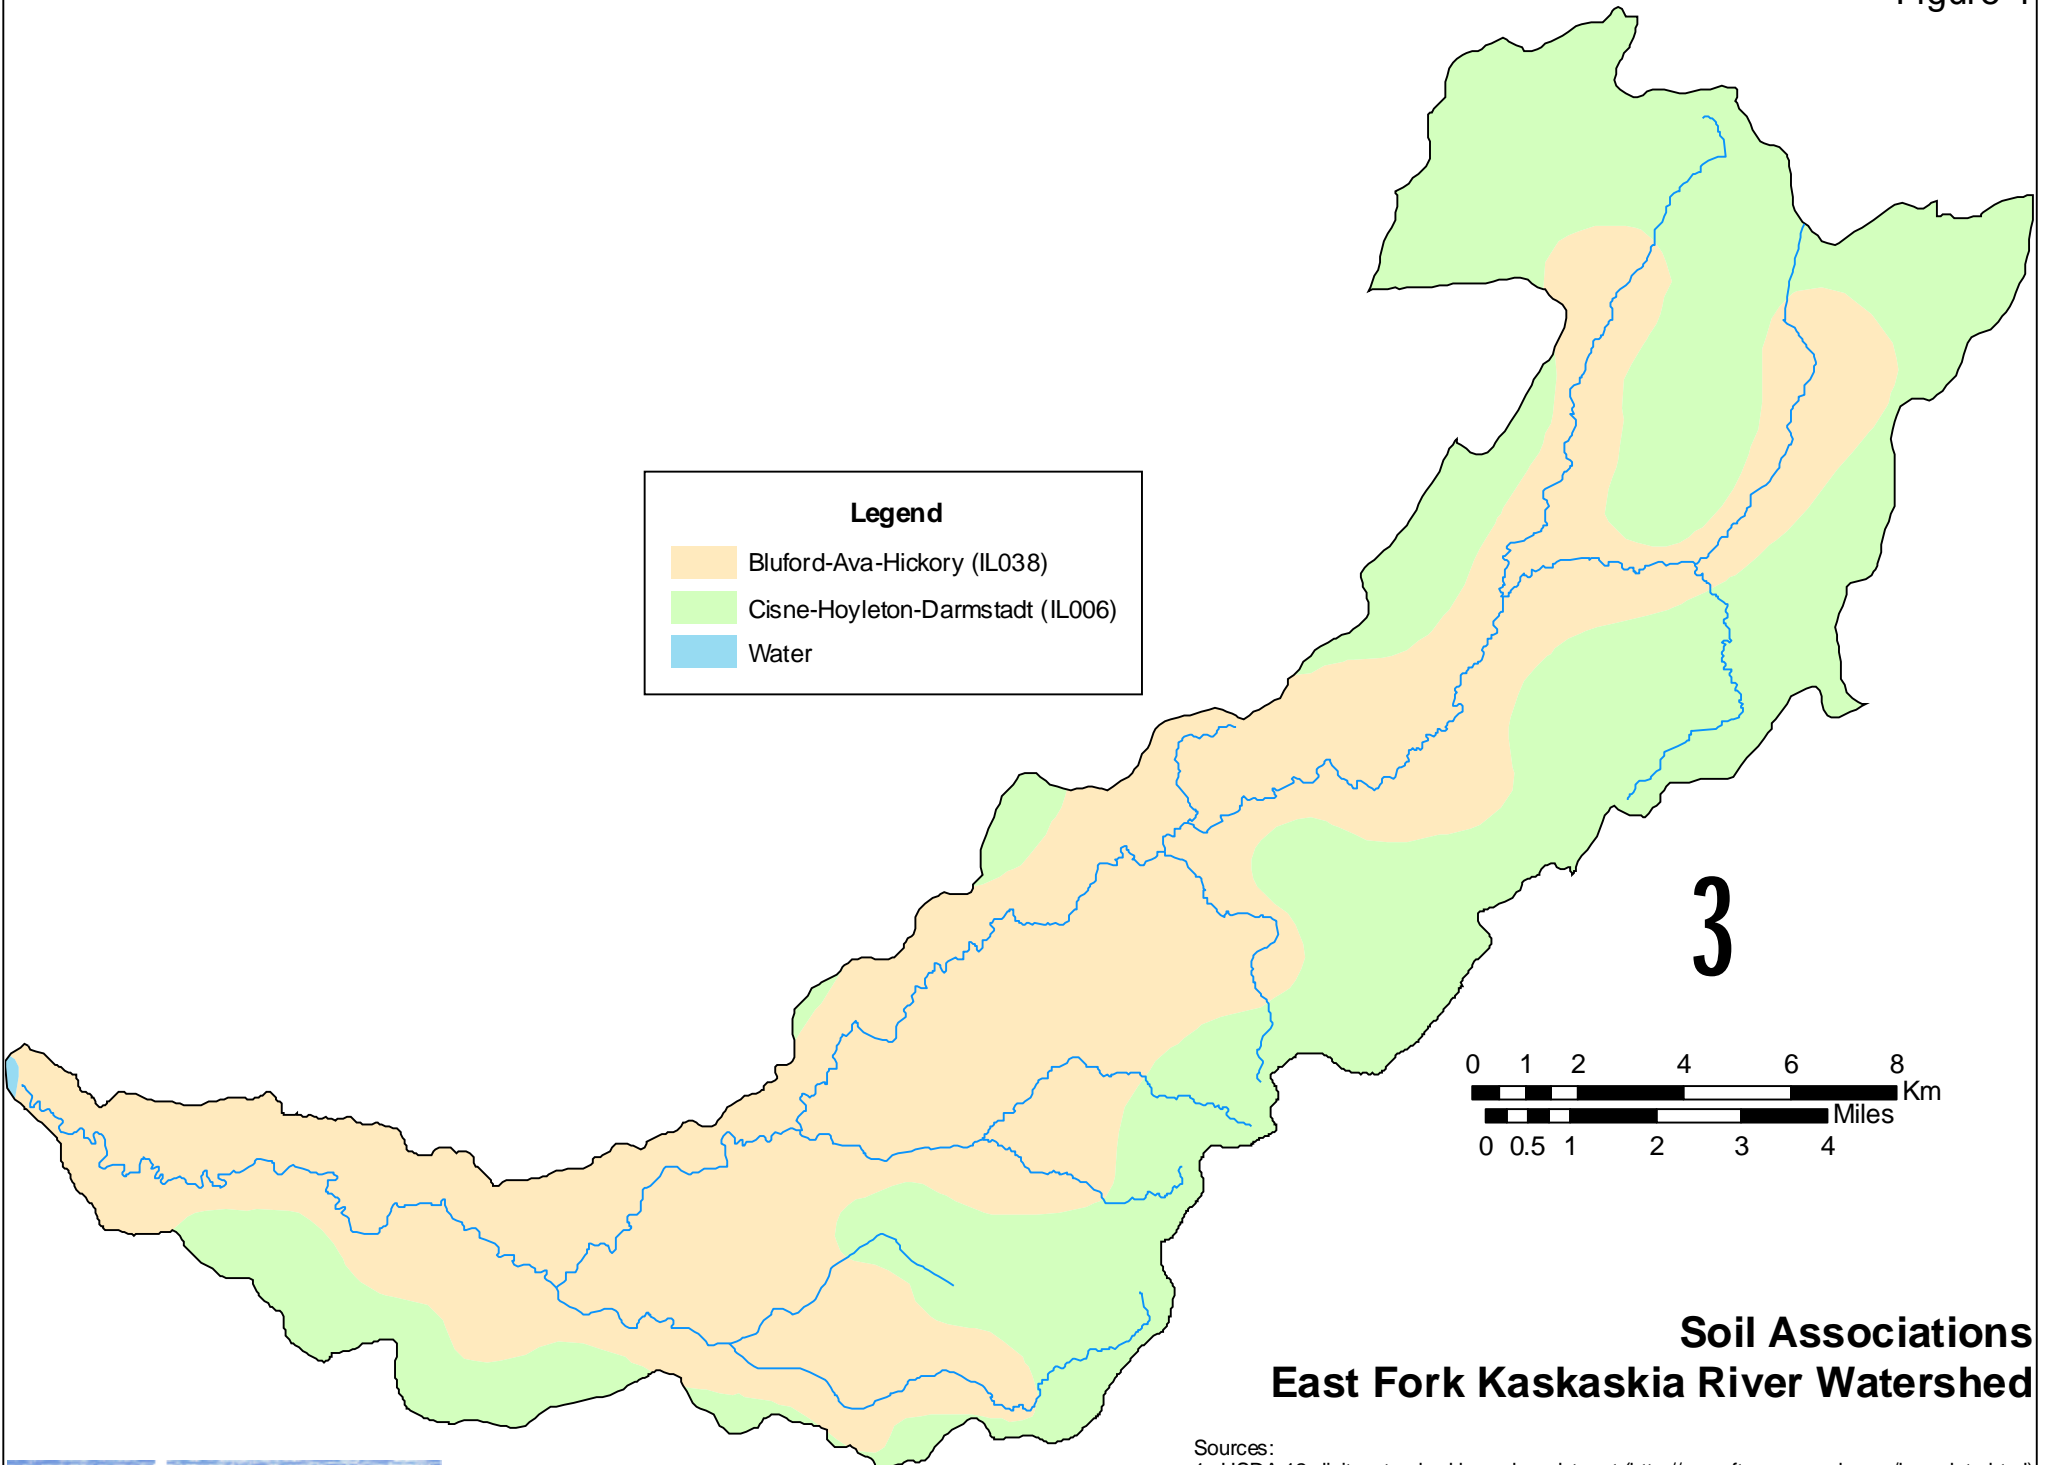 Figure
Legend
Bluford-Ava-Hickory (IL038)
Cisne-Hoyleton-Darmstadt (IL006)
Water
3
0 1 2 4 6 8
Km
Miles
0 0.5 1 2 3 4
Soil Associations
East Fork Kaskaskia River Watershed
Sources: